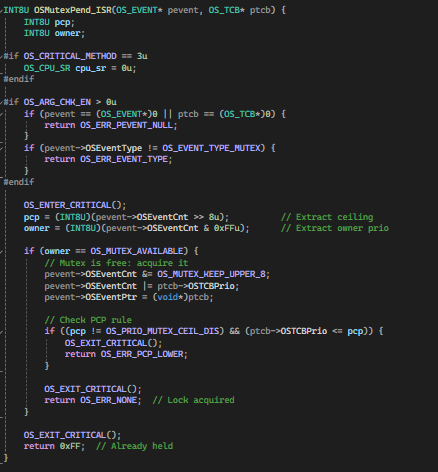 INT8U OSMutexPend_ISR(OS_EVENT* pevent, OS_TCB* ptcb) {
    INT8U pcp;
    INT8U owner;

#if OS_CRITICAL_METHOD == 3u
    OS_CPU_SR cpu_sr = 0u;
#endif

#if OS_ARG_CHK_EN > 0u
    if (pevent == (OS_EVENT*)0 || ptcb == (OS_TCB*)0) {
        return OS_ERR_PEVENT_NULL;
    }
    if (pevent->OSEventType != OS_EVENT_TYPE_MUTEX) {
        return OS_ERR_EVENT_TYPE;
    }
#endif

    OS_ENTER_CRITICAL();
    pcp = (INT8U)(pevent->OSEventCnt >> 8u);          // Extract ceiling
    owner = (INT8U)(pevent->OSEventCnt & 0xFFu);      // Extract owner prio

    if (owner == OS_MUTEX_AVAILABLE) {
        // Mutex is free: acquire it
        pevent->OSEventCnt &= OS_MUTEX_KEEP_UPPER_8;
        pevent->OSEventCnt |= ptcb->OSTCBPrio;
        pevent->OSEventPtr = (void*)ptcb;

        // Check PCP rule
        if ((pcp != OS_PRIO_MUTEX_CEIL_DIS) && (ptcb->OSTCBPrio <= pcp)) {
            OS_EXIT_CRITICAL();
            return OS_ERR_PCP_LOWER;
        }

        OS_EXIT_CRITICAL();
        return OS_ERR_NONE;  // Lock acquired
    }

    OS_EXIT_CRITICAL();
    return 0xFF;  // Already held
}